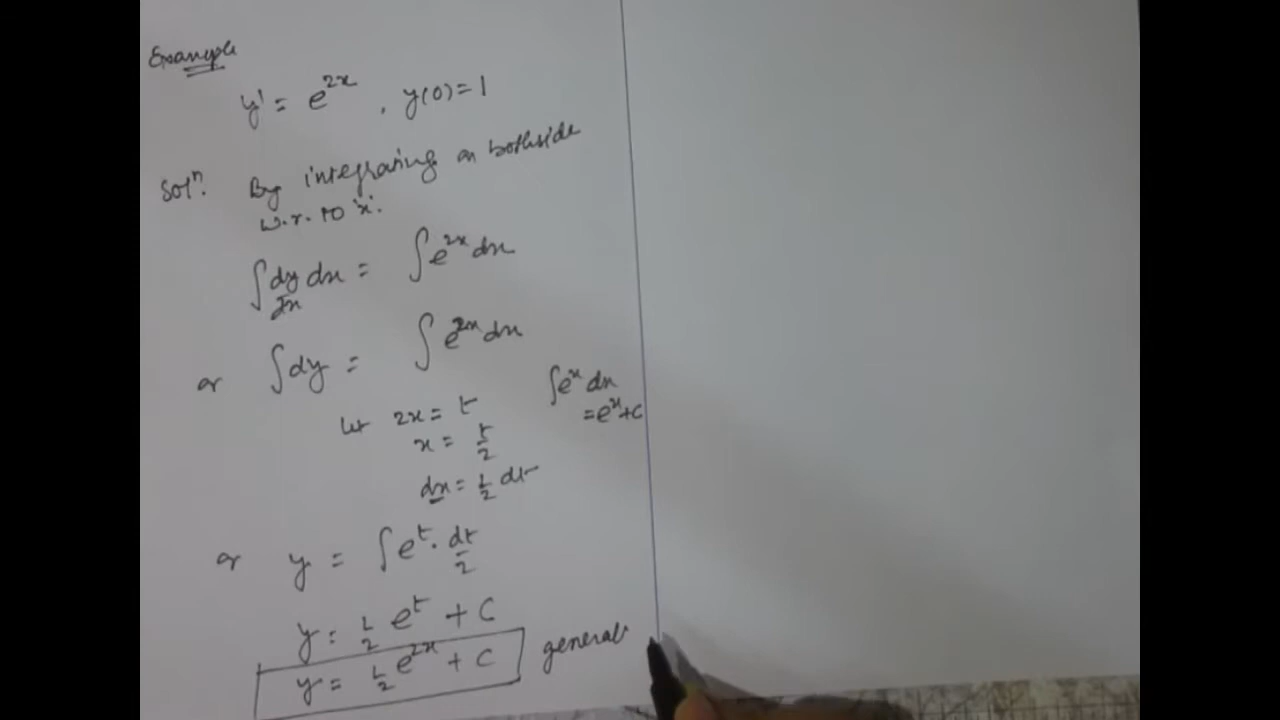 Example
y' = e^{2x} , y(0) = 1
Solⁿ. By integrating on bothside
w.r. to 'x'.
∫ dy/dx dx = ∫ e^{2x} dx
or ∫ dy = ∫ e^{2x} dx
∫ e^x dx
= e^x + c
let 2x = t
x = t/2
dx = 1/2 dt
or y = ∫ e^t . dt/2
y = 1/2 e^t + C
y = 1/2 e^{2x} + C general